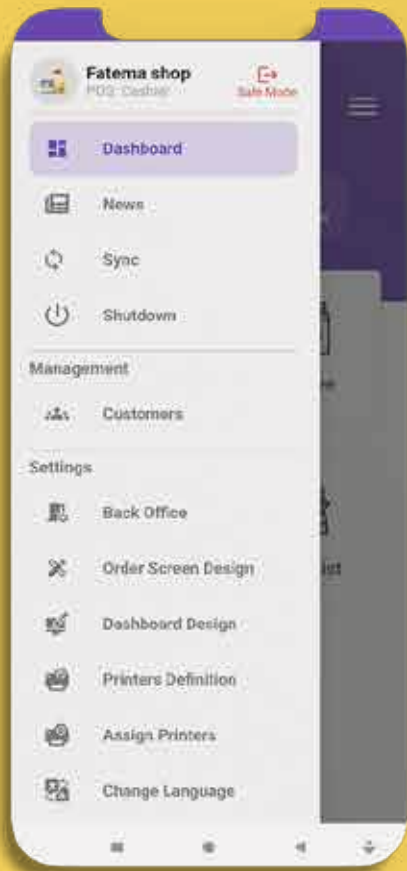 Fatema shop
POS: Cashier
Safe Mode
Dashboard
News
Sync
Shutdown
Management
Customers
Settings
Back Office
Order Screen Design
Dashboard Design
Printers Definition
Assign Printers
Change Language